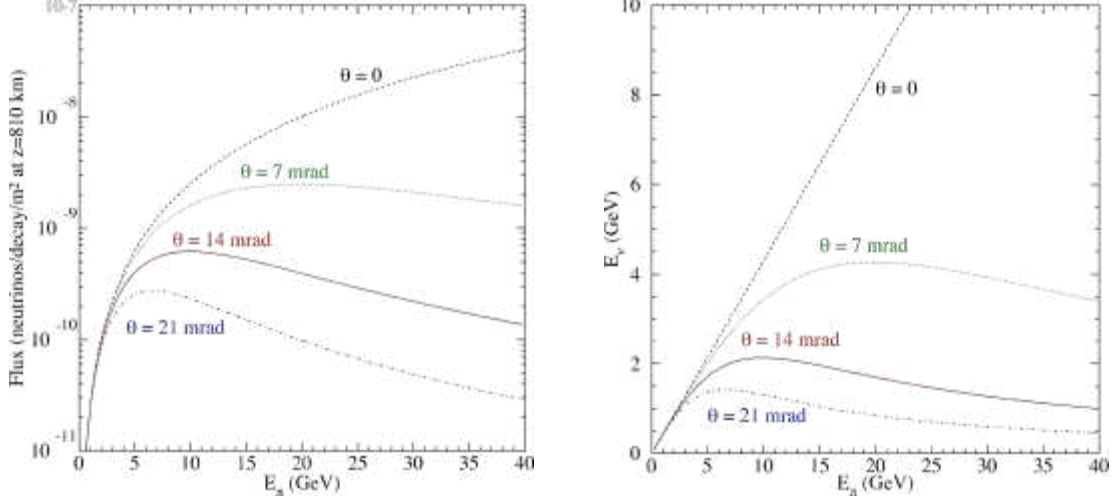 10-7
10 -8
10 -9
10 -10
10 -11
Flux (neutrinos/decay/m² at z=810 km)
θ = 0
θ = 7 mrad
θ = 14 mrad
θ = 21 mrad
0 5 10 15 20 25 30 35 40
E (GeV)
10
8
6
4
2
0
E (GeV)
θ = 0
θ = 7 mrad
θ = 14 mrad
θ = 21 mrad
0 5 10 15 20 25 30 35 40
E (GeV)